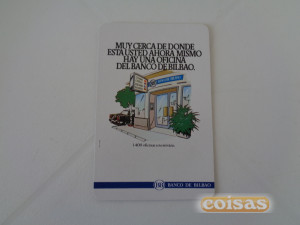 MUY CERCA DE DONDE
ESTA USTED AHORA MISMO
HAY UNA OFICINA
DEL BANCO DE BILBAO.
BANCO DE BILBAO
coisas